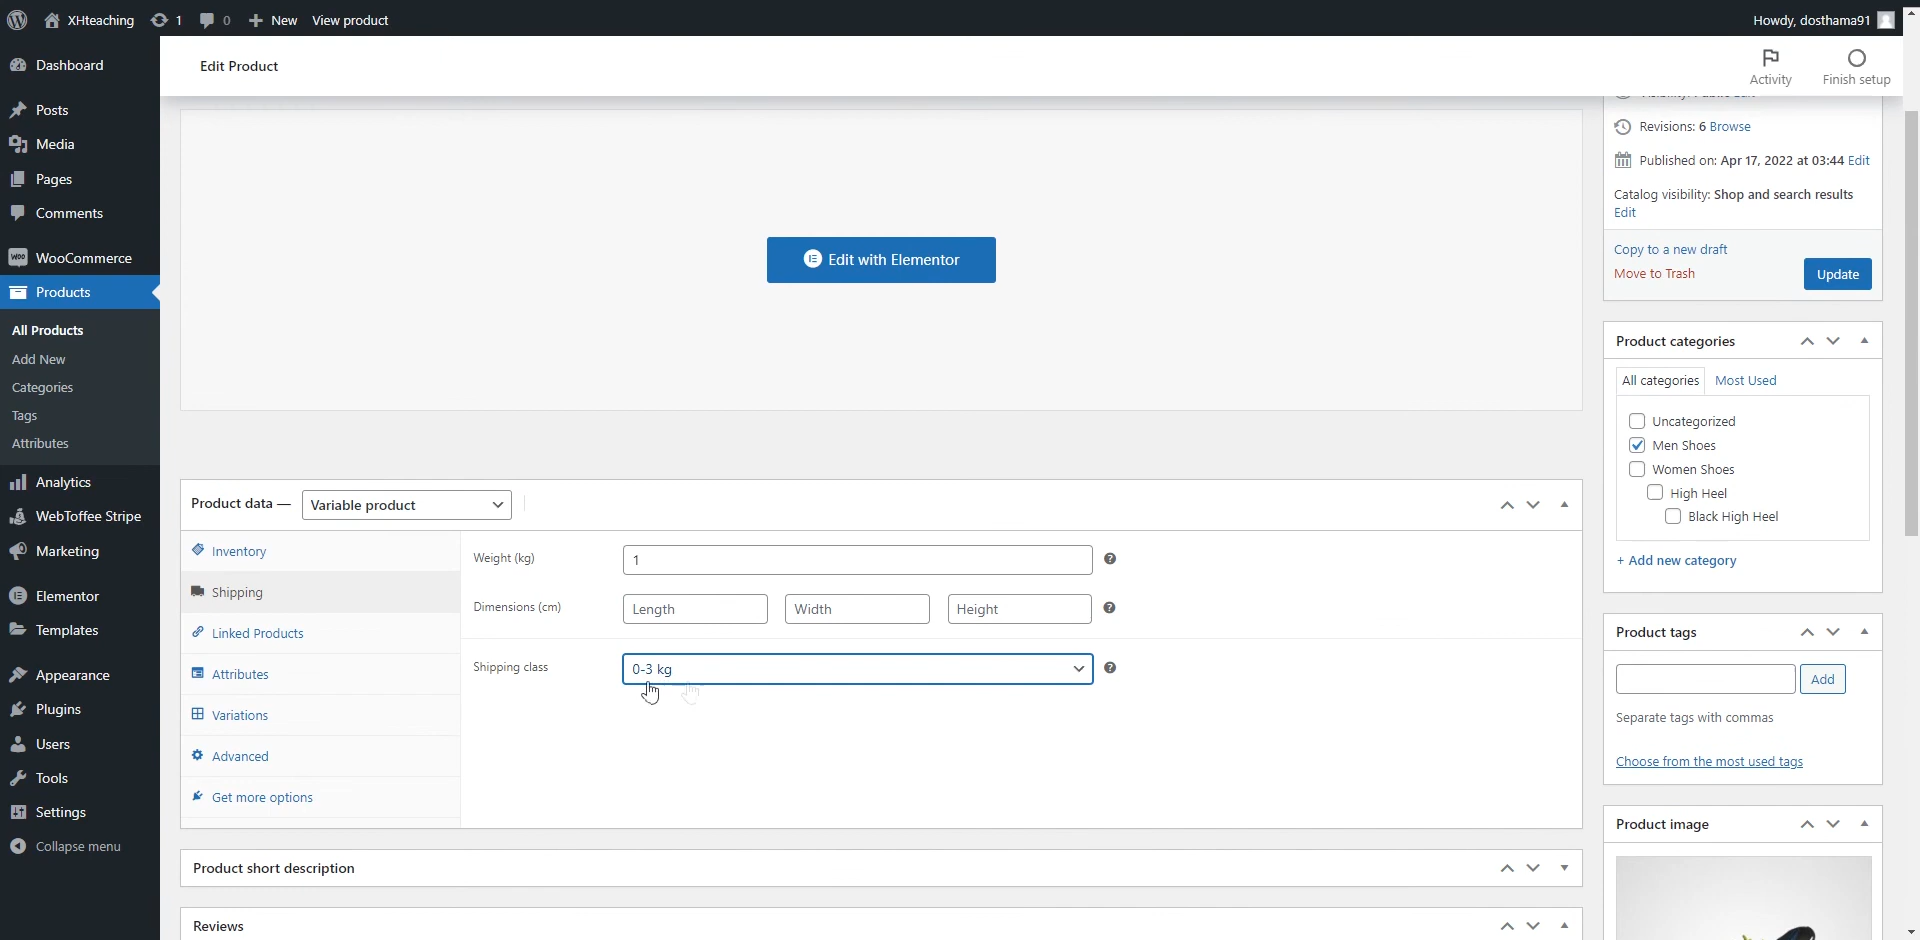 XHteaching 1 0 New View product Howdy, dosthama91
Edit Product
Activity Finish setup
Dashboard
Posts
Media
Pages
Comments
WooCommerce
Products
All Products
Add New
Categories
Tags
Attributes
Analytics
WebToffee Stripe
Marketing
Elementor
Templates
Appearance
Plugins
Users
Tools
Settings
Collapse menu
Edit with Elementor
Product data — Variable product
Inventory
Shipping
Linked Products
Attributes
Variations
Advanced
Get more options
Weight (kg) 1
Dimensions (cm) Length Width Height
Shipping class 0-3 kg
Product short description
Reviews
Revisions: 6 Browse
Published on: Apr 17, 2022 at 03:44 Edit
Catalog visibility: Shop and search results
Edit
Copy to a new draft
Move to Trash
Update
Product categories
All categories Most Used
Uncategorized
Men Shoes
Women Shoes
High Heel
Black High Heel
+ Add new category
Product tags
Add
Separate tags with commas
Choose from the most used tags
Product image